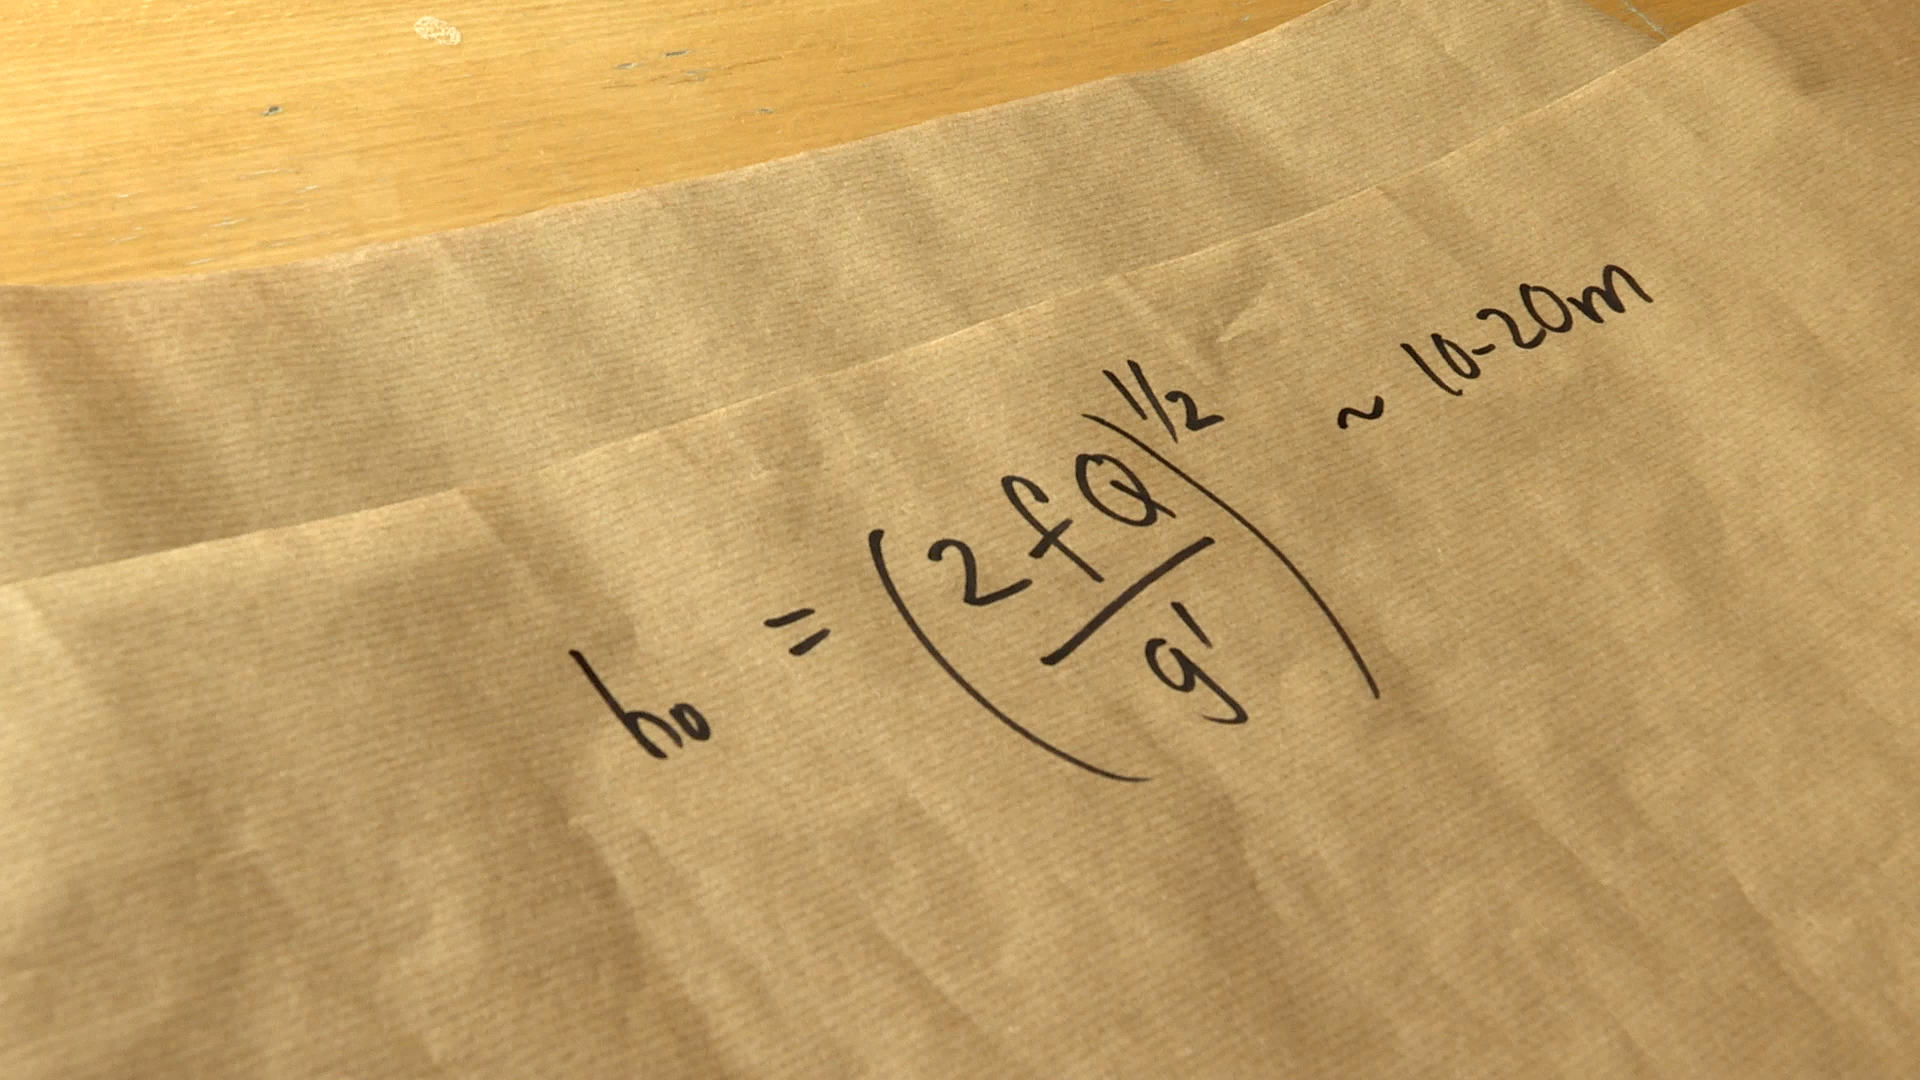 h₀ = (2fQ/g')^1/2 ~ 10-20m